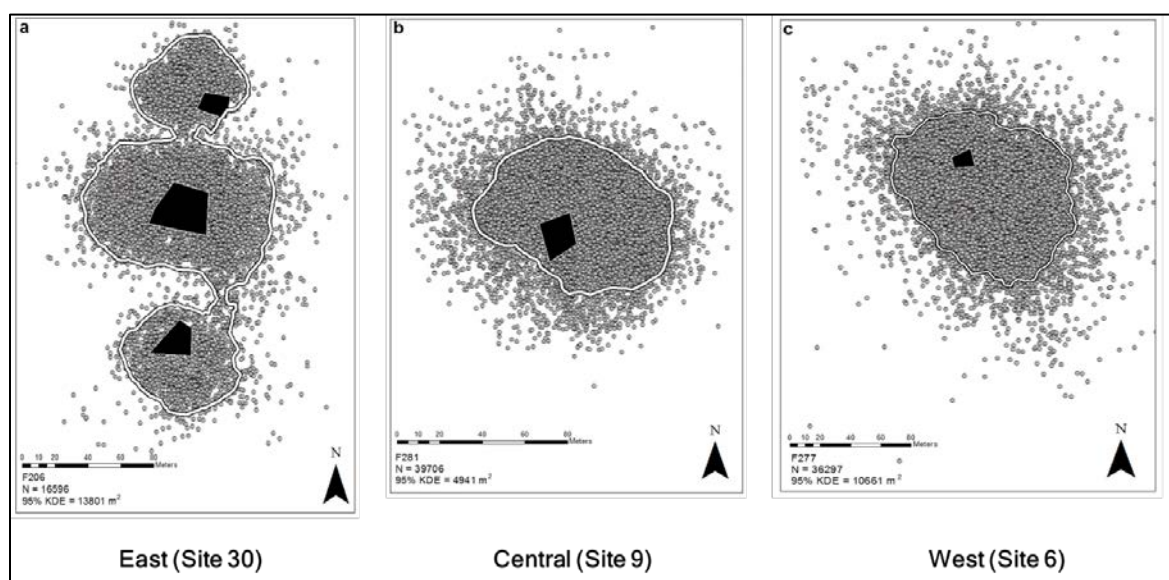 a
N
0 10 20 40 60 80
Meters
F206
N = 16596
95% KDE = 13801 m²
b
N
0 10 20 40 60 80
Meters
F281
N = 39706
95% KDE = 4941 m²
c
N
0 10 20 40 60 80
Meters
F277
N = 36297
95% KDE = 10661 m²
East (Site 30)
Central (Site 9)
West (Site 6)